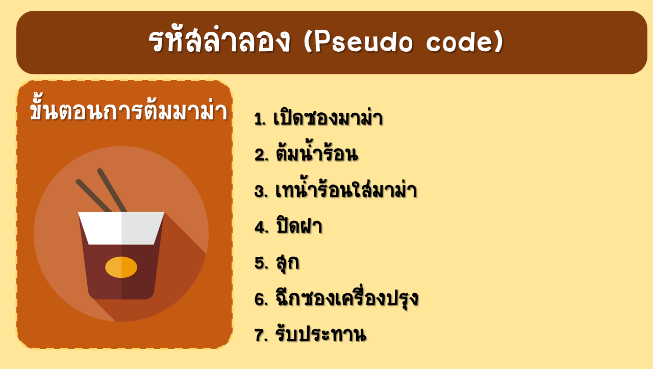 รหัสลำลอง (Pseudo code)
ขั้นตอนการต้มมาม่า
1. เปิดซองมาม่า
2. ต้มน้ำร้อน
3. เทน้ำร้อนใส่มาม่า
4. ปิดฝา
5. สุก
6. ฉีกซองเครื่องปรุง
7. รับประทาน